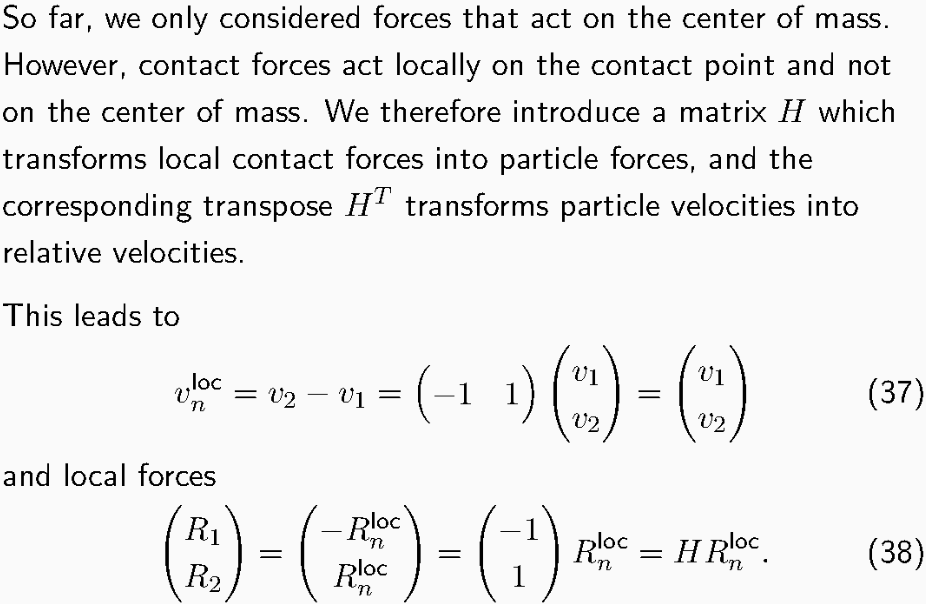 So far, we only considered forces that act on the center of mass.
However, contact forces act locally on the contact point and not
on the center of mass. We therefore introduce a matrix $H$ which
transforms local contact forces into particle forces, and the
corresponding transpose $H^T$ transforms particle velocities into
relative velocities.
This leads to
$v_n^{\text{loc}} = v_2 - v_1 = \begin{pmatrix} -1 & 1 \end{pmatrix} \begin{pmatrix} v_1 \\ v_2 \end{pmatrix} = \begin{pmatrix} v_1 \\ v_2 \end{pmatrix}$ (37)
and local forces
$\begin{pmatrix} R_1 \\ R_2 \end{pmatrix} = \begin{pmatrix} -R_n^{\text{loc}} \\ R_n^{\text{loc}} \end{pmatrix} = \begin{pmatrix} -1 \\ 1 \end{pmatrix} R_n^{\text{loc}} = H R_n^{\text{loc}}.$ (38)